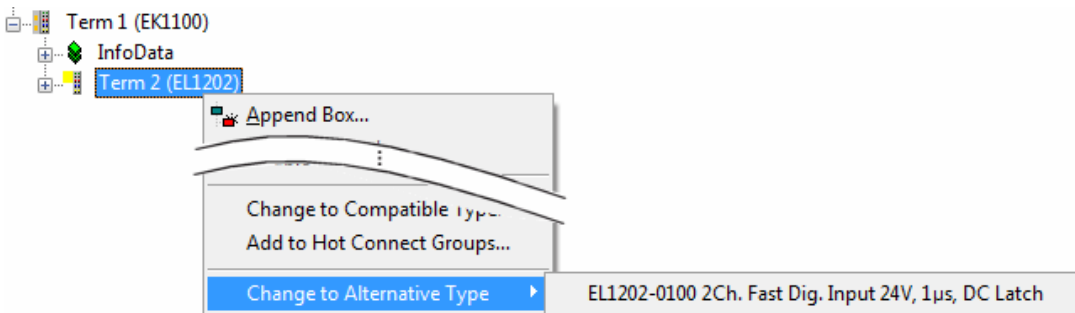 Term 1 (EK1100)
InfoData
Term 2 (EL1202)
Append Box...
Change to Compatible
Add to Hot Connect Groups...
Change to Alternative Type
EL1202-0100 2Ch. Fast Dig. Input 24V, 1µs, DC Latch